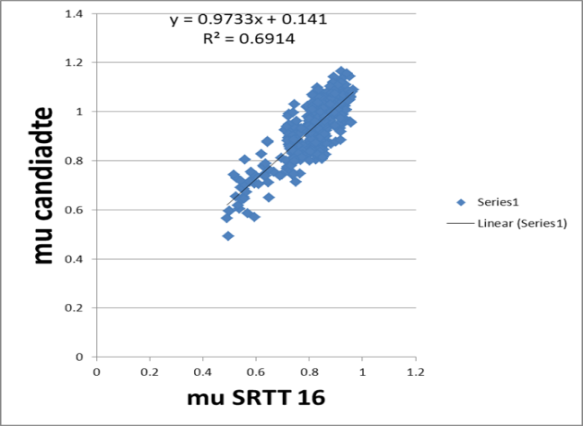 y = 0.9733x + 0.141
R² = 0.6914
1.4
1.2
1
0.8
0.6
0.4
0.2
0
mu candiadte
0 0.2 0.4 0.6 0.8 1 1.2
mu SRTT 16
Series1
Linear (Series1)